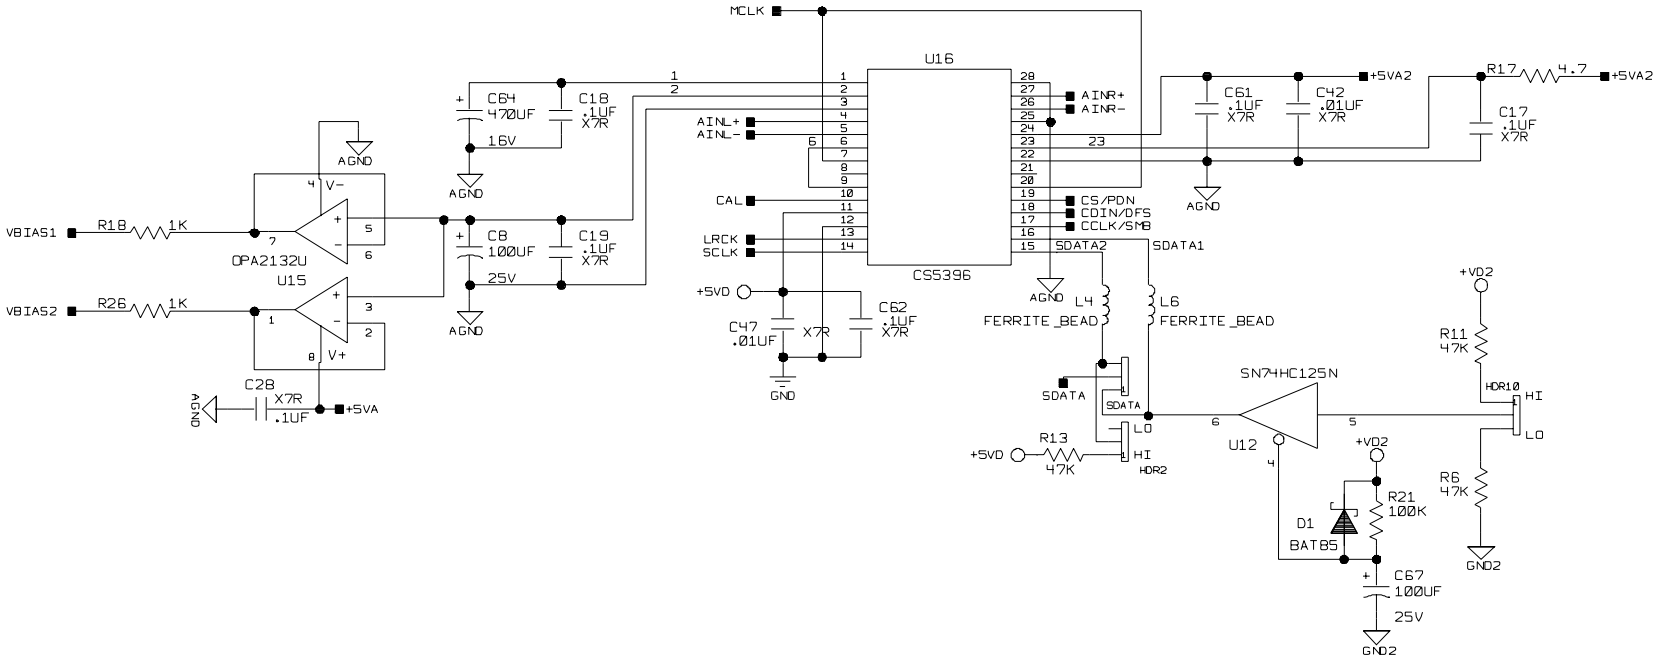 MCLK
U16
1
2
1
2
3
4
5
6
7
8
9
10
11
12
13
14
28
27
26
25
24
23
22
21
20
19
18
17
16
15
CS5396
6
23
C64
470UF
16V
C18
.1UF
X7R
AGND
AINL+
AINL-
CAL
LRCK
SCLK
AINR+
AINR-
CS/PDN
CDIN/DFS
CCLK/SMB
SDATA2
SDATA1
C61
.1UF
X7R
C42
.01UF
X7R
+5VA2
R17
4.7
+5VA2
C17
.1UF
X7R
AGND
AGND
4
V-
+
5
-
6
7
OPA2132U
U15
VBIAS1
R18
1K
VBIAS2
R26
1K
+
3
-
2
1
8
V+
C28
X7R
.1UF
AGND
+5VA
+
C8
100UF
25V
C19
.1UF
X7R
AGND
+5VD
C47
.01UF
X7R
C62
.1UF
X7R
GND
AGND
L4
FERRITE_BEAD
L6
FERRITE_BEAD
SDATA
1
SDATA
LO
HI
1
HDR2
+5VD
R13
47K
SN74HC125N
6
5
U12
4
+VD2
R11
47K
HDR10
HI
1
LO
R6
47K
GND2
+VD2
R21
100K
D1
BAT85
+
C67
100UF
25V
GND2
+